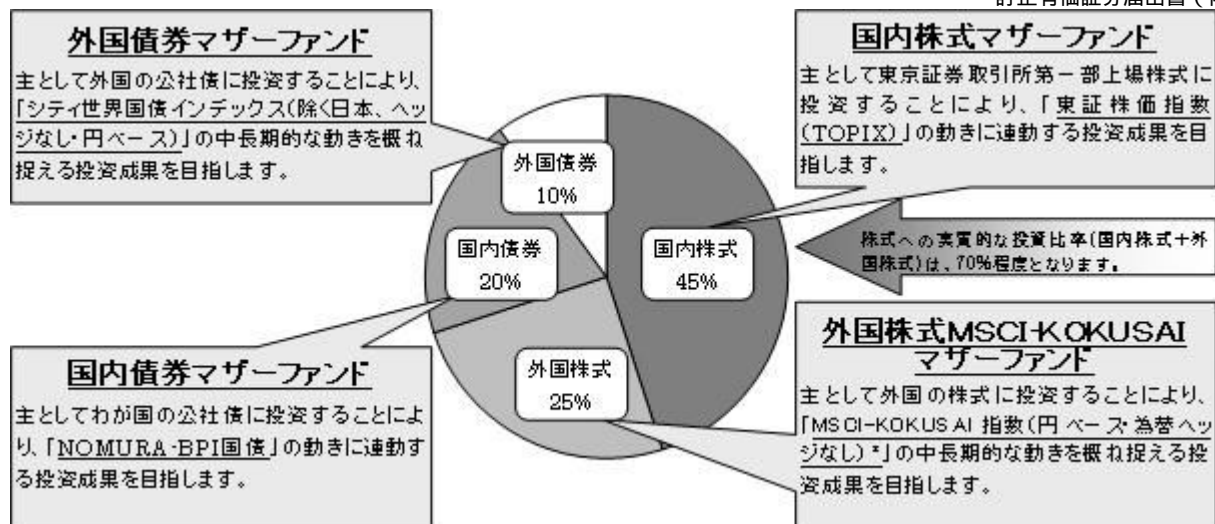 外国債券マザーファンド
主として外国の公社債に投資することにより、
「シティ世界国債インデックス(除く日本、ヘッ
ジなし・円ベース)」の中長期的な動きを概ね
捉える投資成果を目指します。
国内株式マザーファンド
主として東京証券取引所第一部上場株式に
投資することにより、「東証株価指数
(TOPIX)」の動きに連動する投資成果を目
指します。
外国債券
10%
国内債券
20%
国内株式
45%
外国株式
25%
株式への実質的な投資比率(国内株式+外
国株式)は、70%程度となります。
国内債券マザーファンド
主としてわが国の公社債に投資することによ
り、「NOMURA-BPI国債」の動きに連動す
る投資成果を目指します。
外国株式MSCI-KOKUSAI
マザーファンド
主として外国の株式に投資することにより、
「MSCI-KOKUSAI 指数(円ベース・為替ヘッ
ジなし)*」の中長期的な動きを概ね捉える投
資成果を目指します。